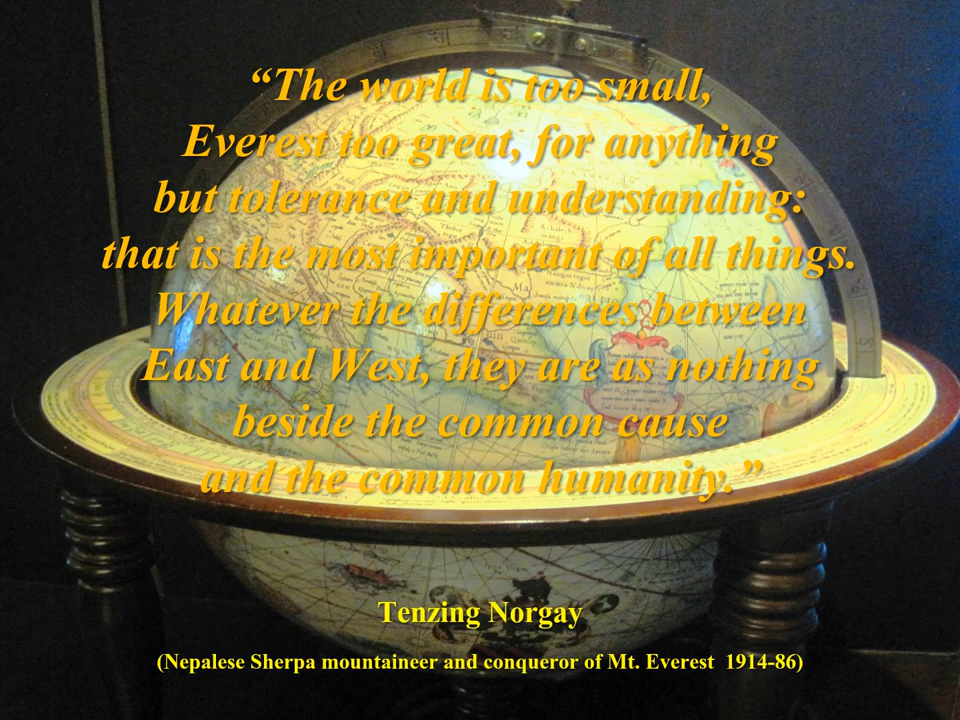 “The world is too small,
Everest too great, for anything
but tolerance and understanding:
that is the most important of all things.
Whatever the differences between
East and West, they are as nothing
beside the common cause
and the common humanity.”
Tenzing Norgay
(Nepalese Sherpa mountaineer and conqueror of Mt. Everest 1914-86)